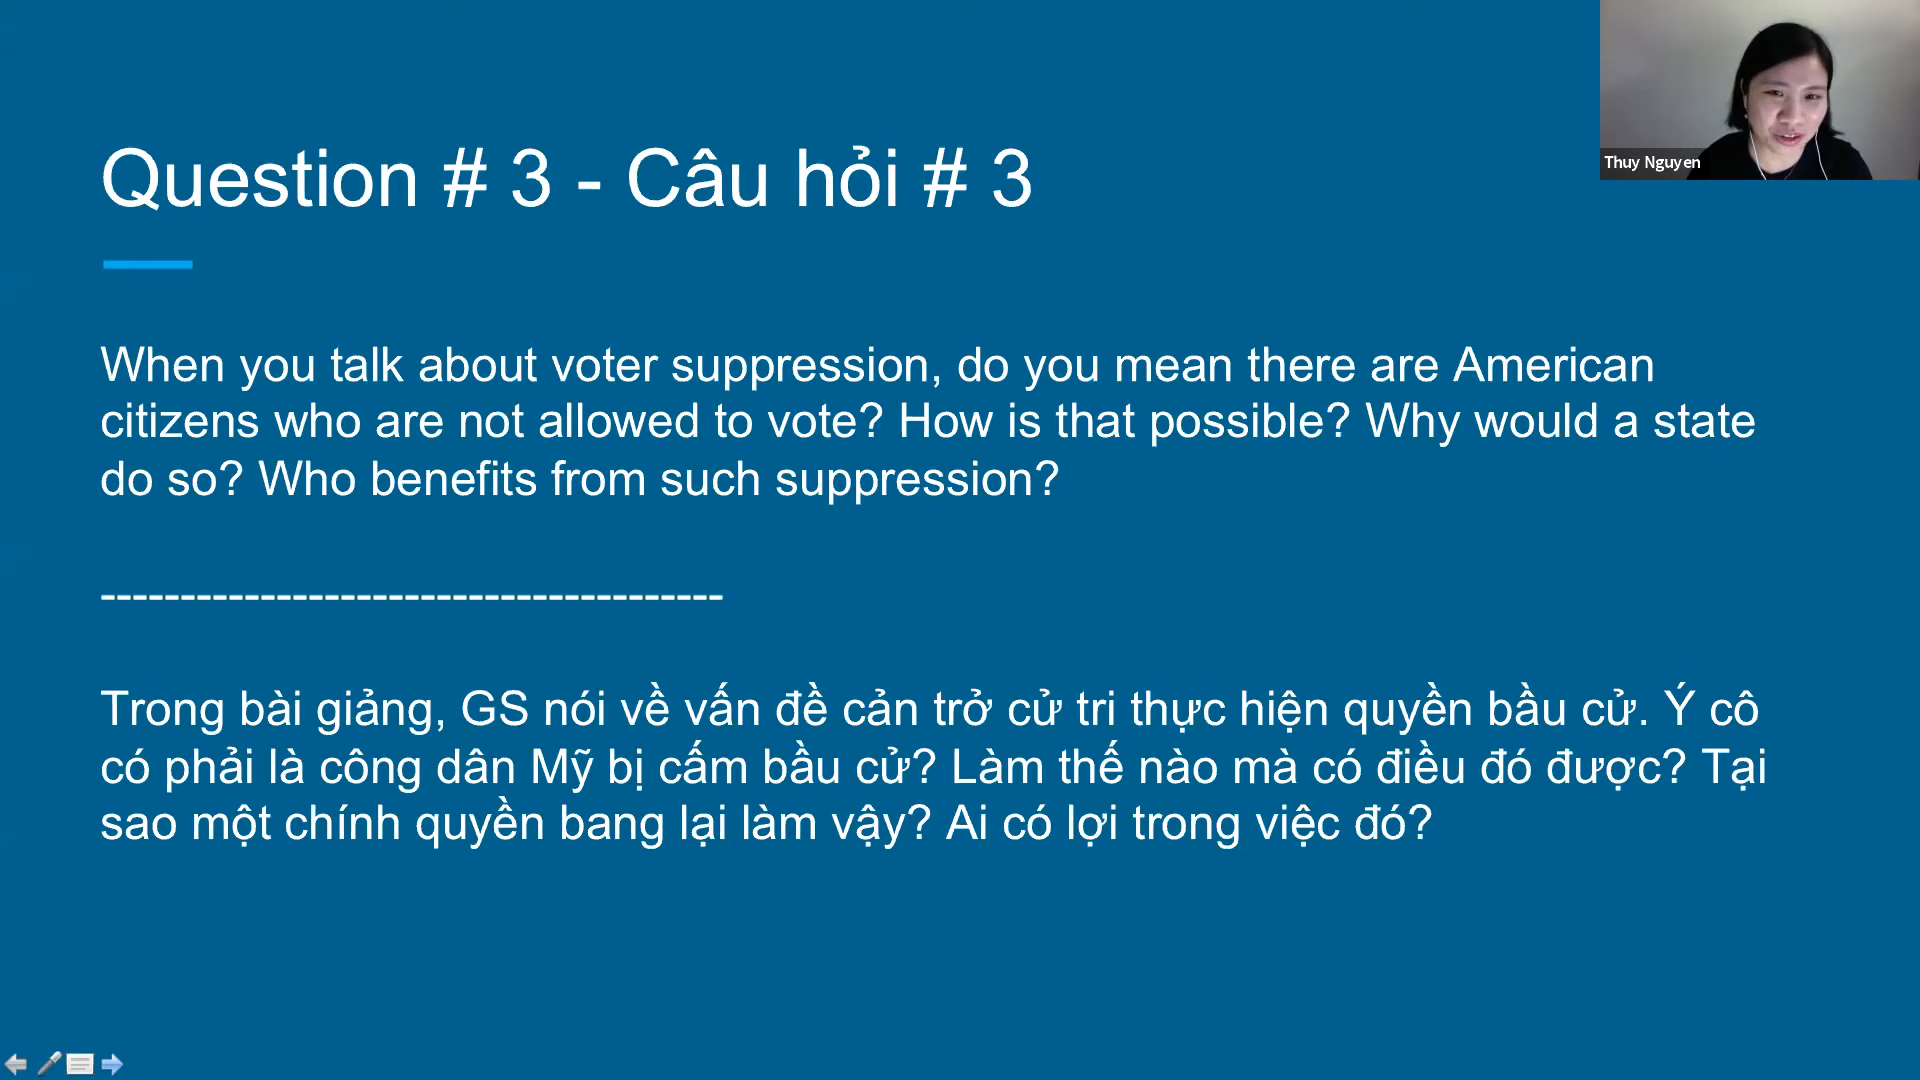 Question # 3 - Câu hỏi # 3
Thuy Nguyen
When you talk about voter suppression, do you mean there are American
citizens who are not allowed to vote? How is that possible? Why would a state
do so? Who benefits from such suppression?
---------------------------------------
Trong bài giảng, GS nói về vấn đề cản trở cử tri thực hiện quyền bầu cử. Ý cô
có phải là công dân Mỹ bị cấm bầu cử? Làm thế nào mà có điều đó được? Tại
sao một chính quyền bang lại làm vậy? Ai có lợi trong việc đó?